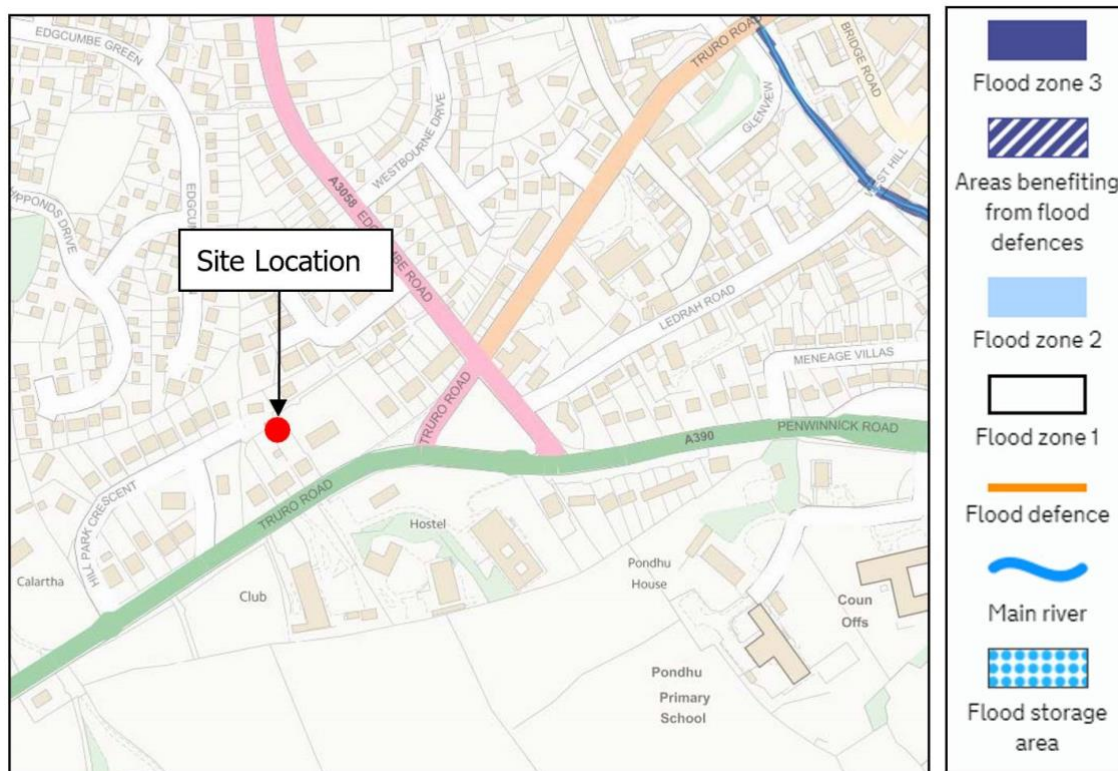 EDGCUMBE GREEN
TRURO ROAD
BRIDGE ROAD
GLENVIEW
WESTBOURNE DRIVE
A3058
Site Location
LEDRAH ROAD
MENEAGE VILLAS
TRURO ROAD
A390
PENWINNICK ROAD
TRURO ROAD
HILL PARK CRESCENT
Hostel
Calartha
Club
Pondhu
House
Coun
Offs
Pondhu
Primary
School
Flood zone 3
Areas benefiting
from flood
defences
Flood zone 2
Flood zone 1
Flood defence
Main river
Flood storage
area